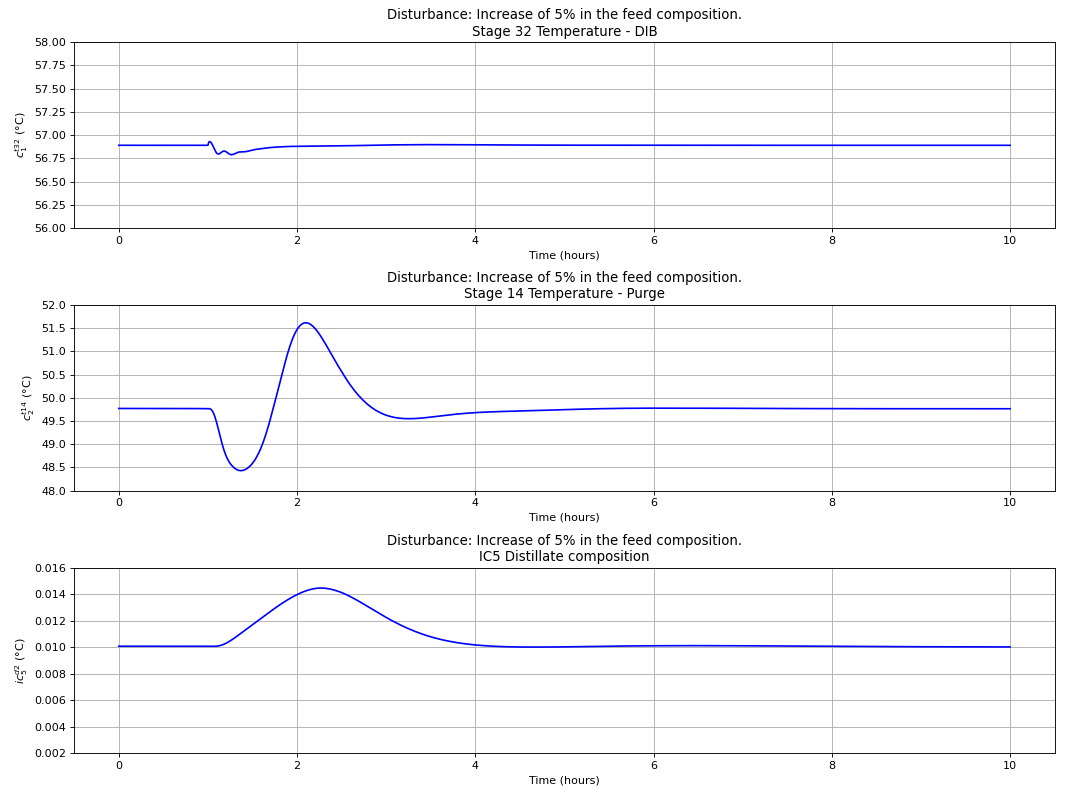 Disturbance: Increase of 5% in the feed composition.
Stage 32 Temperature - DIB
58.00
57.75
57.50
57.25
57.00
56.75
56.50
56.25
56.00
c₁ᵗ³² (°C)
0 2 4 6 8 10
Time (hours)
Disturbance: Increase of 5% in the feed composition.
Stage 14 Temperature - Purge
52.0
51.5
51.0
50.5
50.0
49.5
49.0
48.5
48.0
c₂ᵗ¹⁴ (°C)
0 2 4 6 8 10
Time (hours)
Disturbance: Increase of 5% in the feed composition.
IC5 Distillate composition
0.016
0.014
0.012
0.010
0.008
0.006
0.004
0.002
ic₅ᵈ² (°C)
0 2 4 6 8 10
Time (hours)